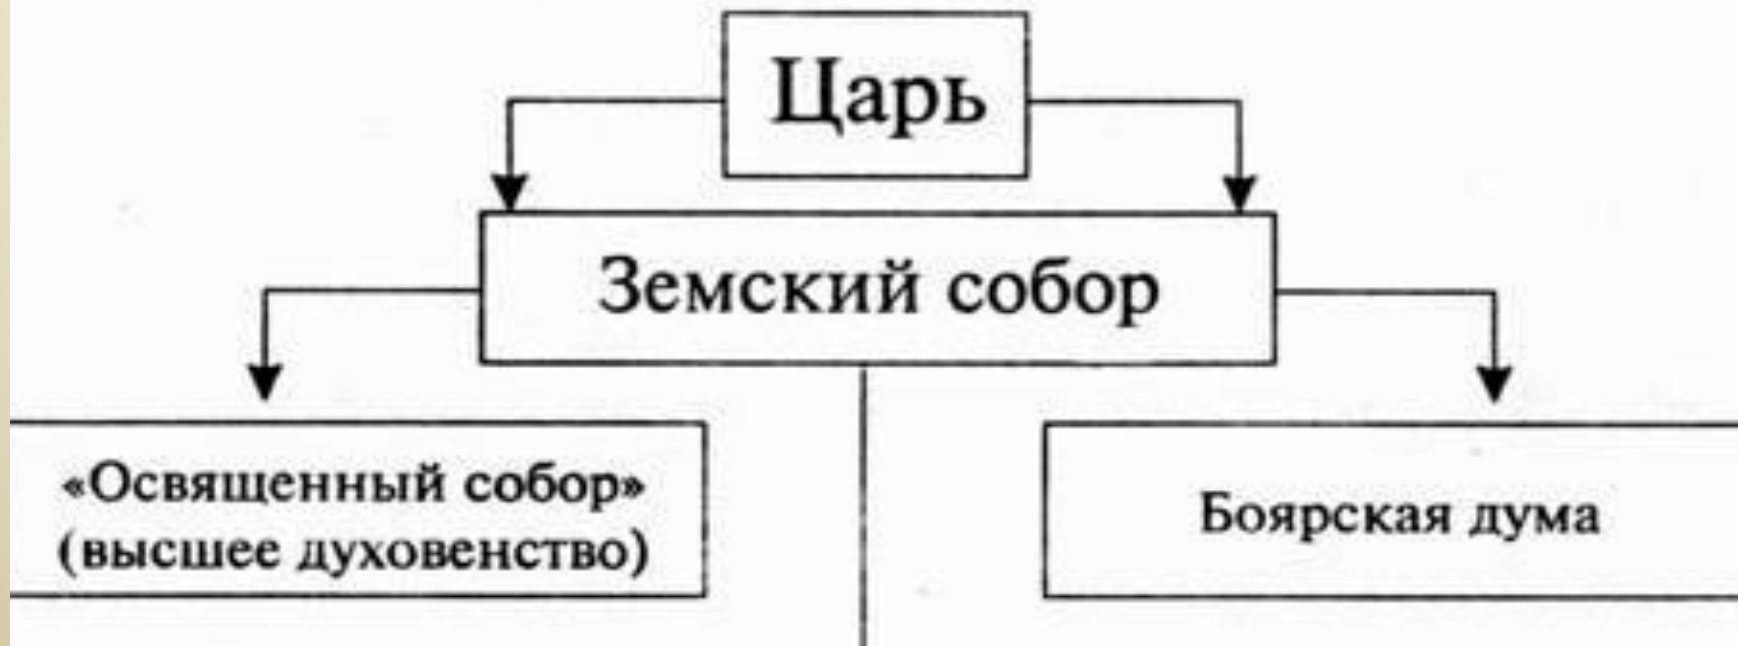 Царь
Земский собор
«Освященный собор»
(высшее духовенство)
Боярская дума